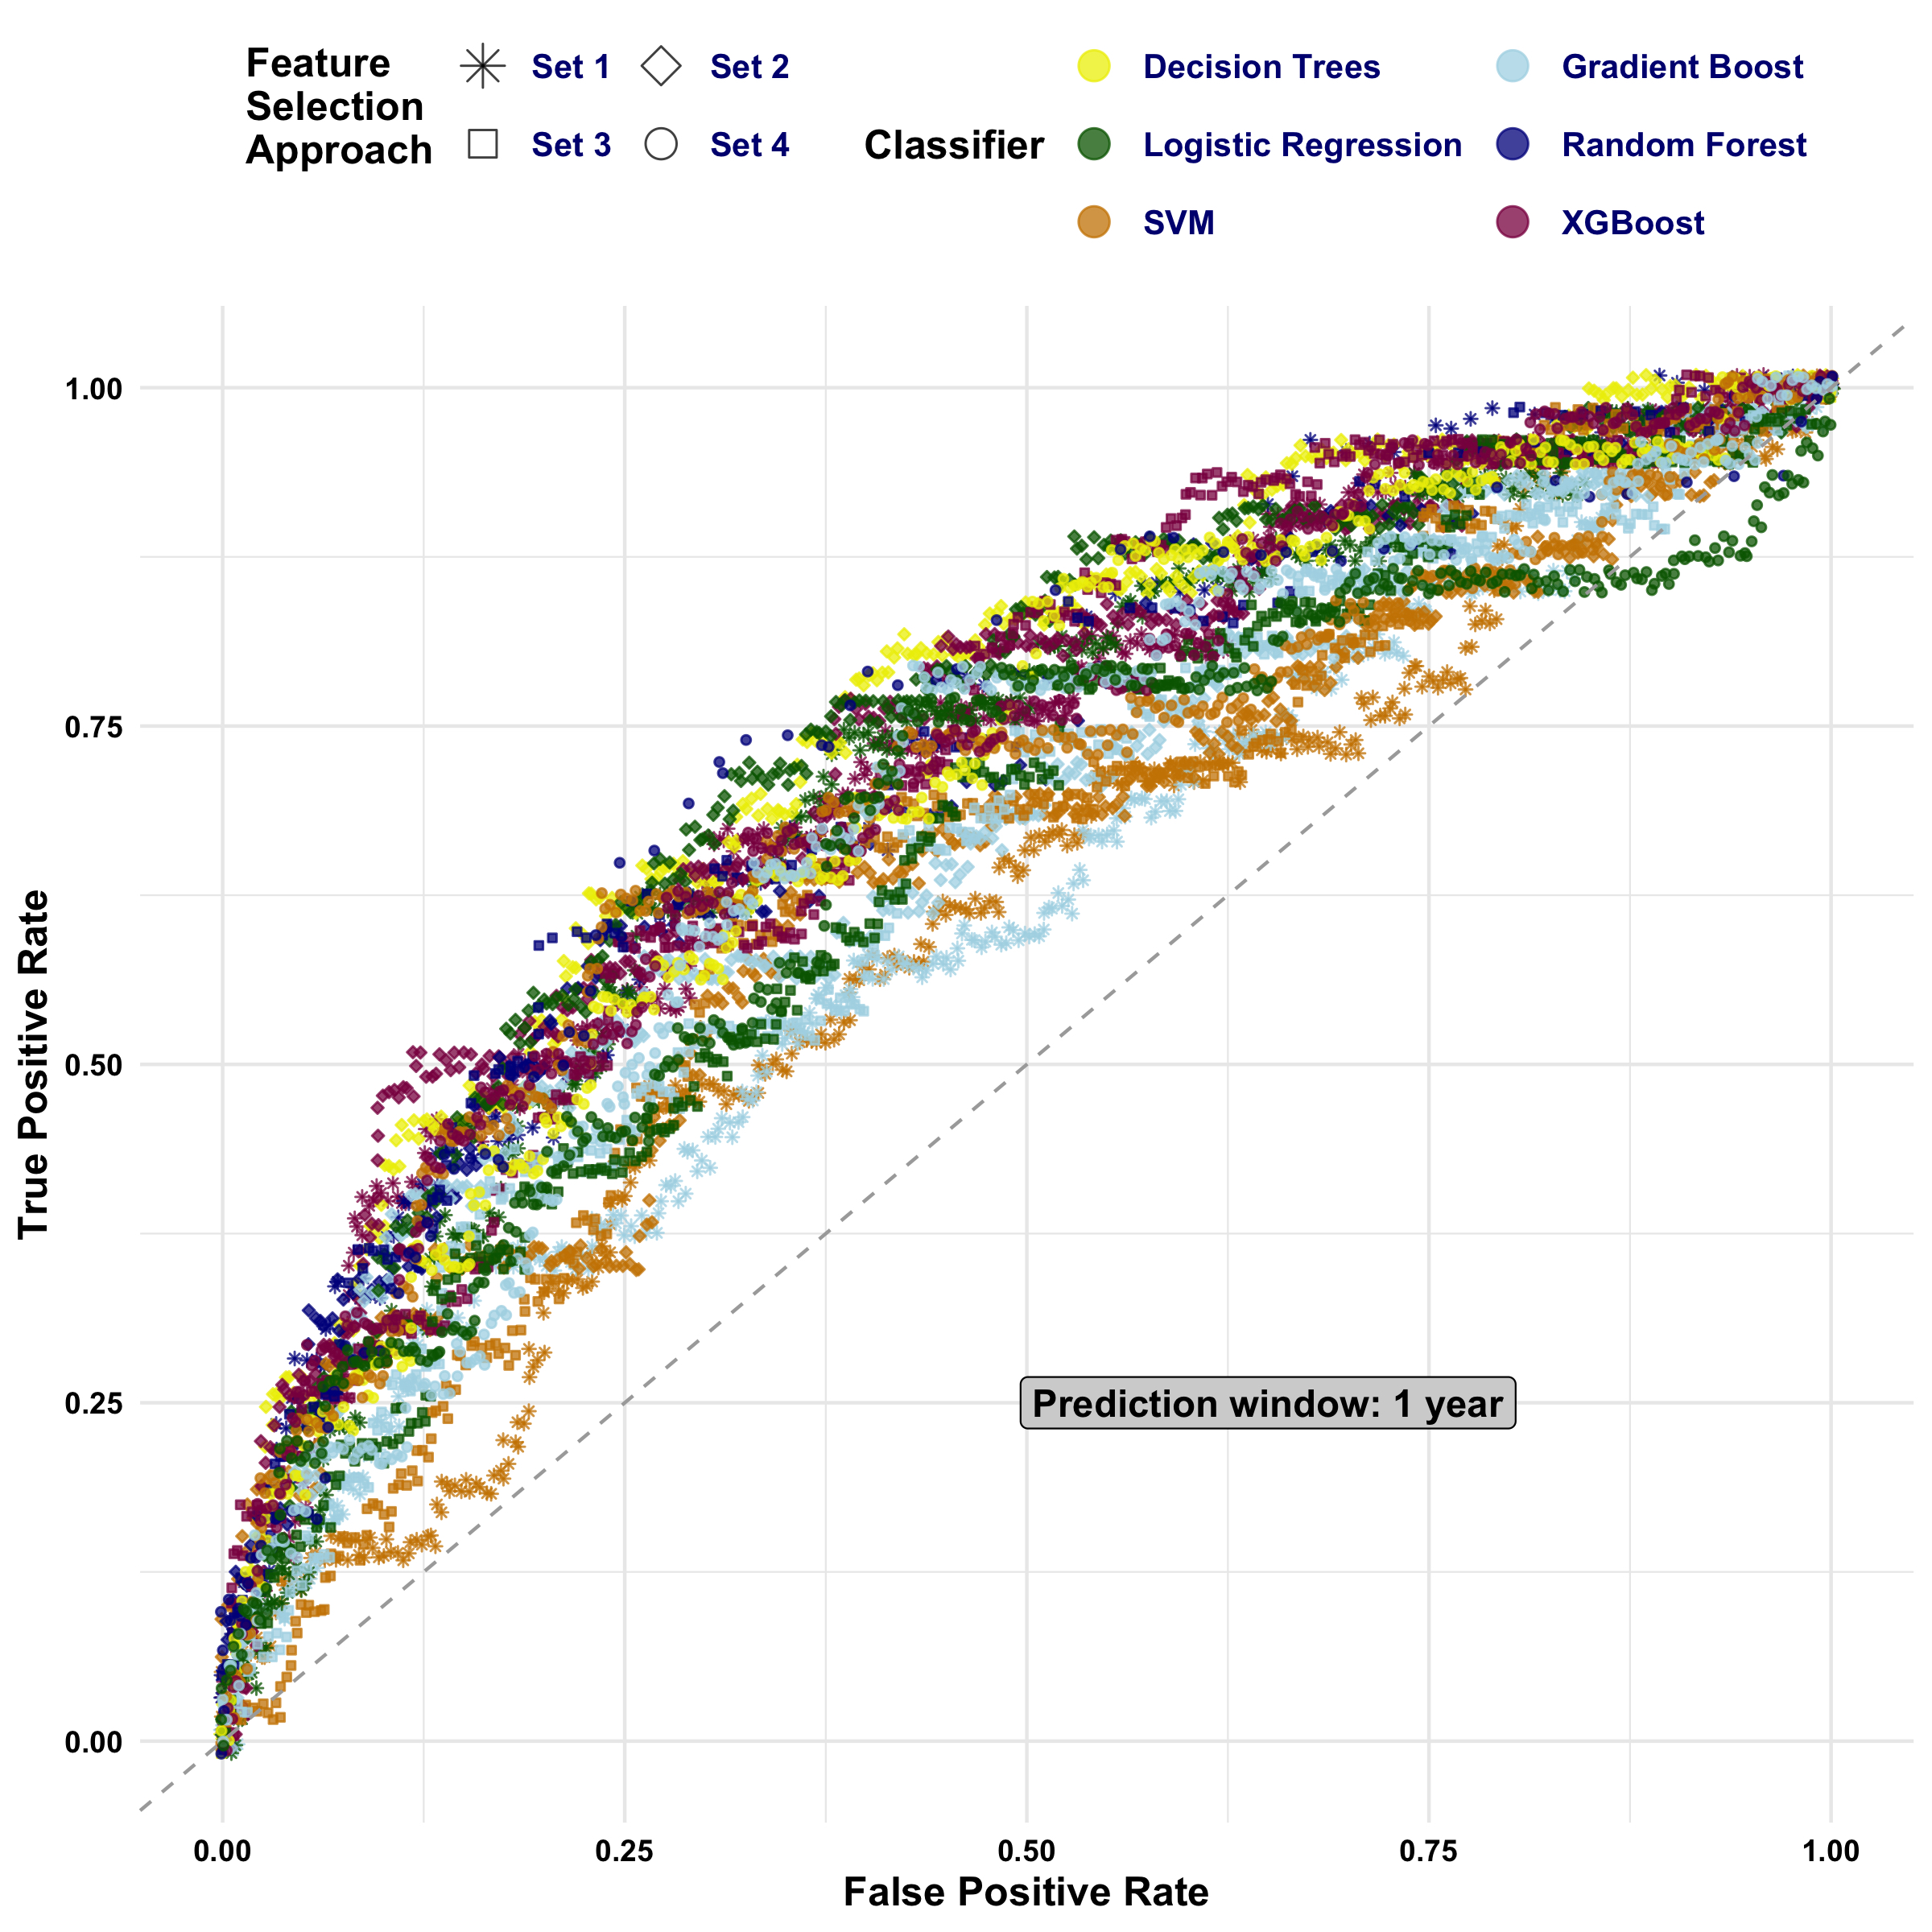 Feature
Selection
Approach
Set 1
Set 2
Set 3
Set 4
Classifier
Decision Trees
Gradient Boost
Logistic Regression
Random Forest
SVM
XGBoost
True Positive Rate
1.00
0.75
0.50
0.25
0.00
Prediction window: 1 year
0.00
0.25
0.50
0.75
1.00
False Positive Rate